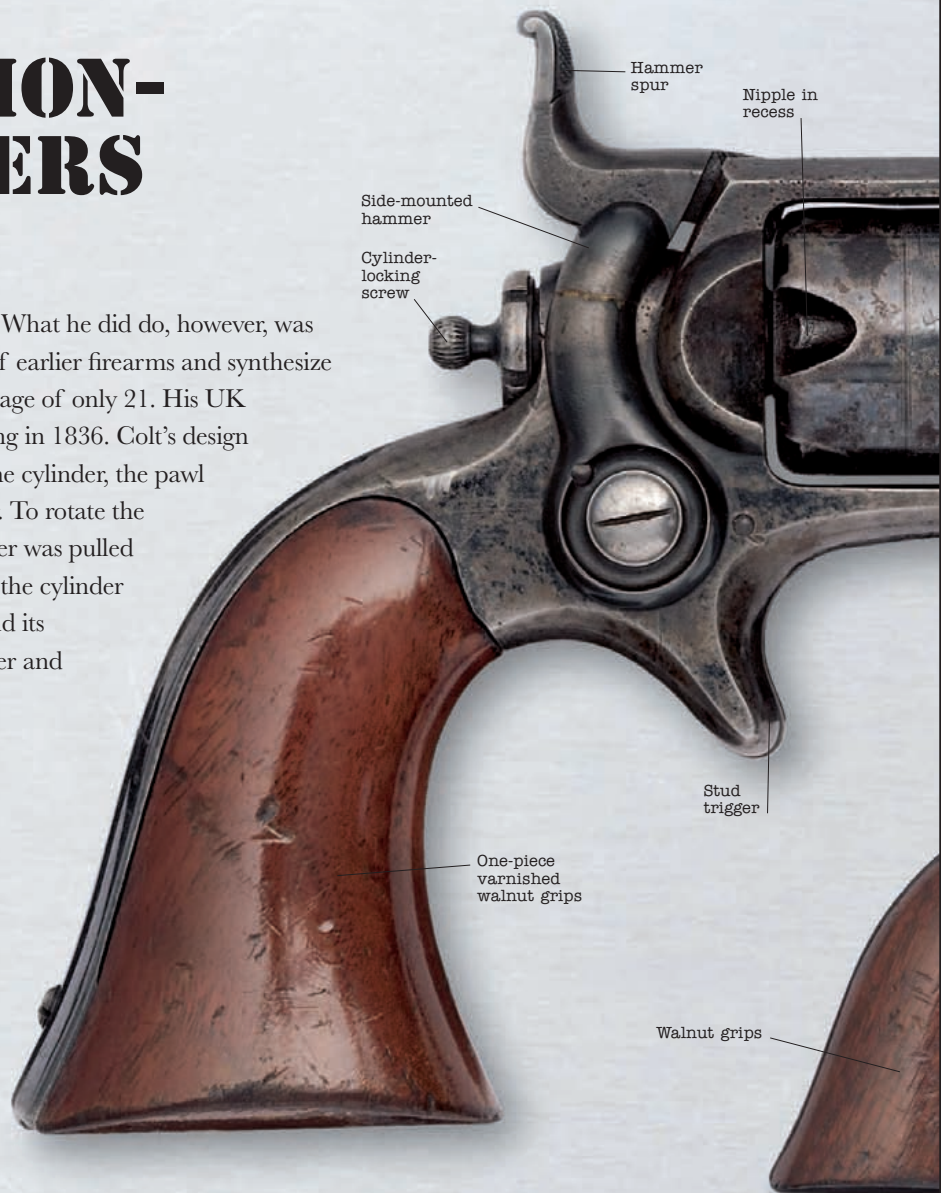 ION-
ERS
What he did do, however, was
f earlier firearms and synthesize
age of only 21. His UK
ng in 1836. Colt's design
he cylinder, the pawl
. To rotate the
er was pulled
the cylinder
d its
er and
Hammer
spur
Nipple in
recess
Side-mounted
hammer
Cylinder-
locking
screw
Stud
trigger
One-piece
varnished
walnut grips
Walnut grips